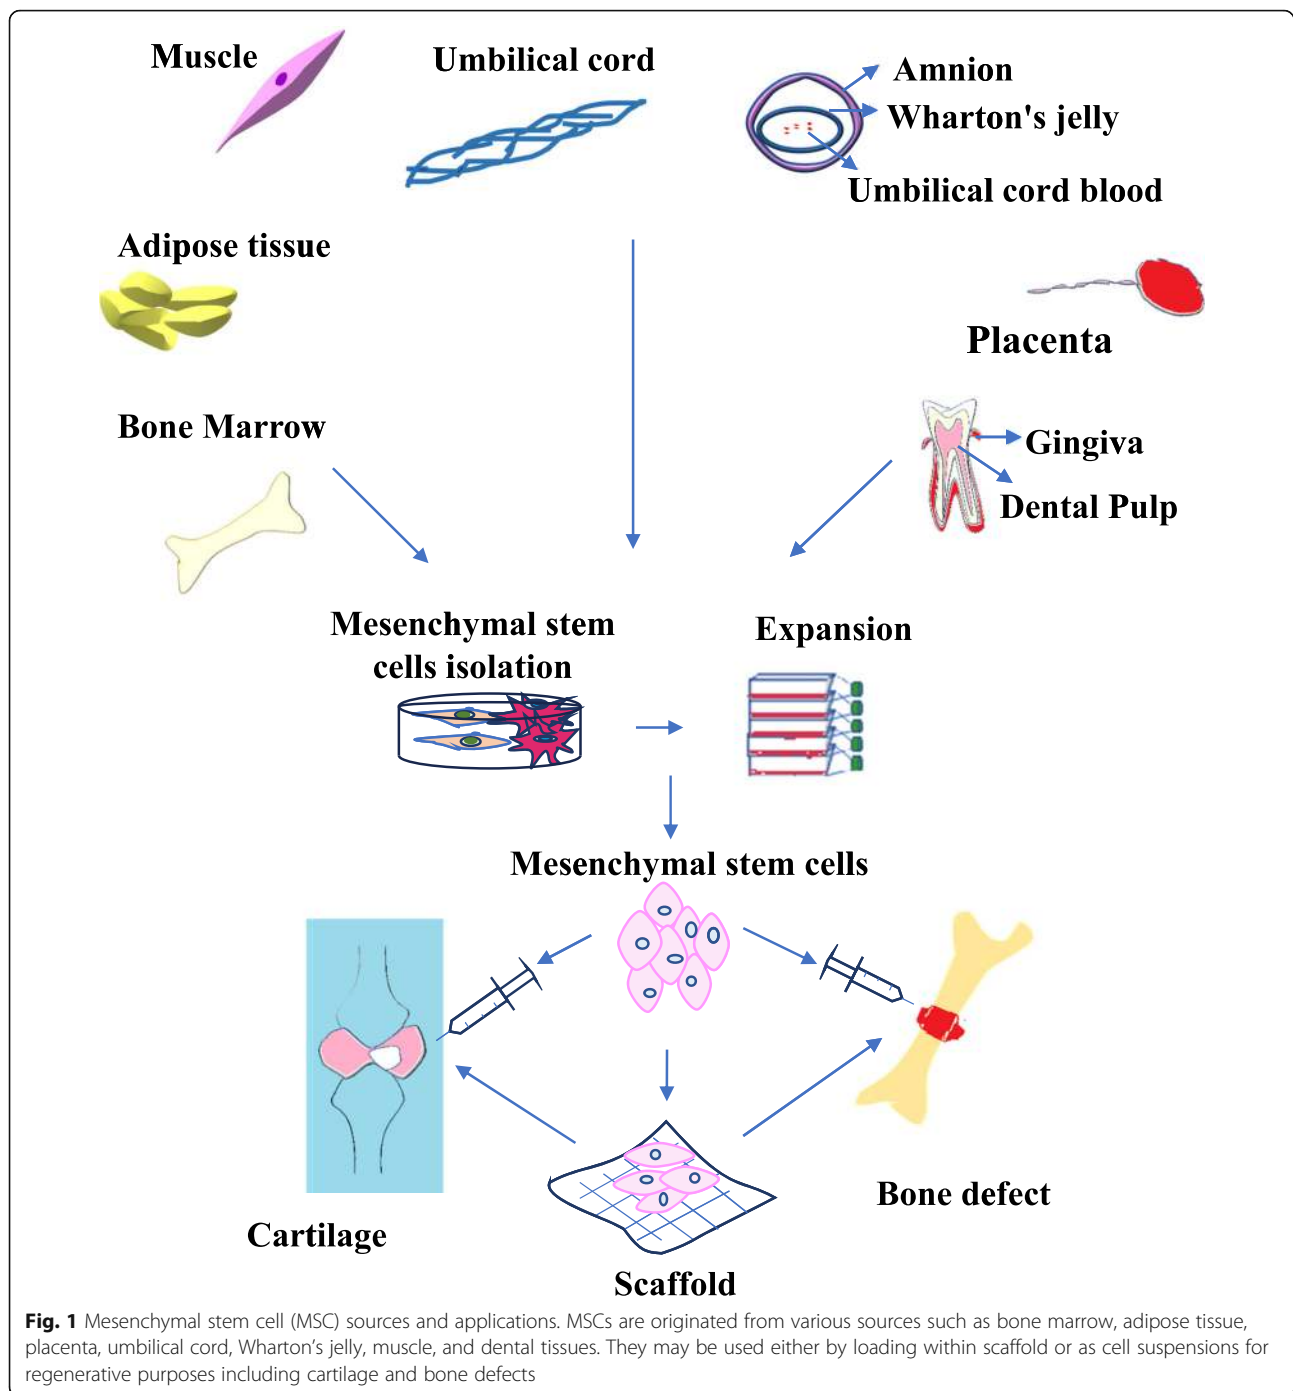 Muscle
Umbilical cord
Amnion
Wharton's jelly
Umbilical cord blood
Adipose tissue
Placenta
Bone Marrow
Gingiva
Dental Pulp
Mesenchymal stem
cells isolation
Expansion
Mesenchymal stem cells
Bone defect
Cartilage
Scaffold
Fig. 1 Mesenchymal stem cell (MSC) sources and applications. MSCs are originated from various sources such as bone marrow, adipose tissue,
placenta, umbilical cord, Wharton’s jelly, muscle, and dental tissues. They may be used either by loading within scaffold or as cell suspensions for
regenerative purposes including cartilage and bone defects